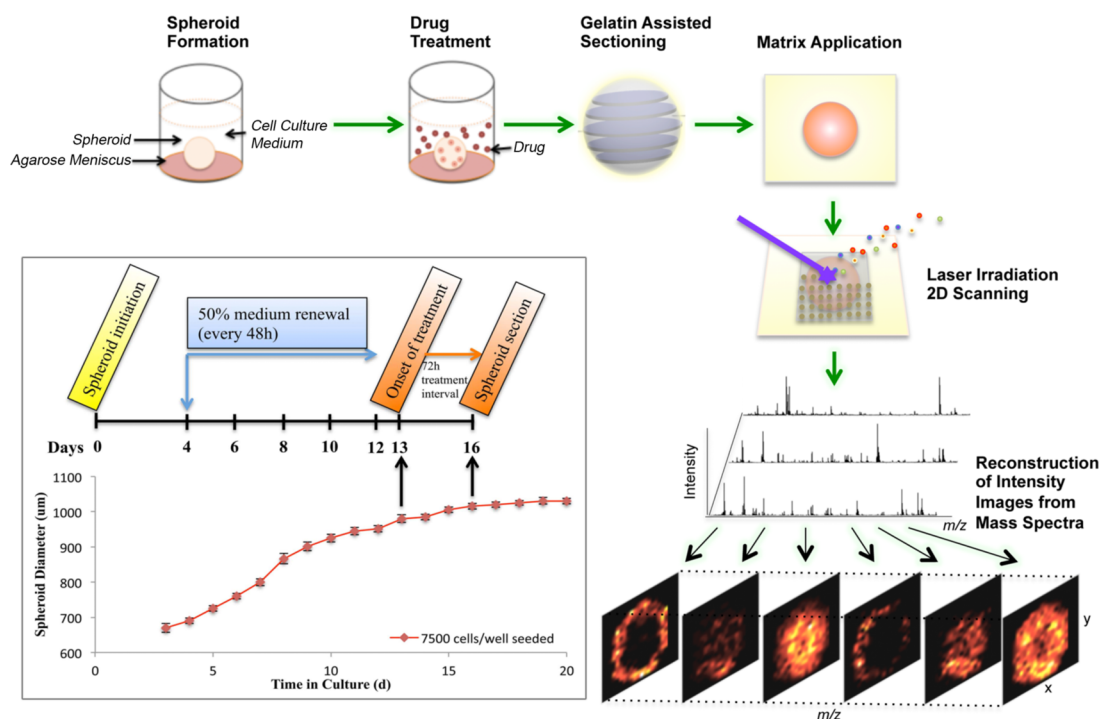 Spheroid
Formation
Drug
Treatment
Gelatin Assisted
Sectioning
Matrix Application
Spheroid
Agarose Meniscus
Cell Culture
Medium
Drug
Laser Irradiation
2D Scanning
Spheroid initiation
50% medium renewal
(every 48h)
Onset of treatment
72h
treatment
interval
Spheroid section
Days 0 4 6 8 10 12 13 16
Spheroid Diameter (um)
1100
1000
900
800
700
600
7500 cells/well seeded
0 5 10 15 20
Time in Culture (d)
Intensity
m/z
Reconstruction
of Intensity
Images from
Mass Spectra
y
x
m/z